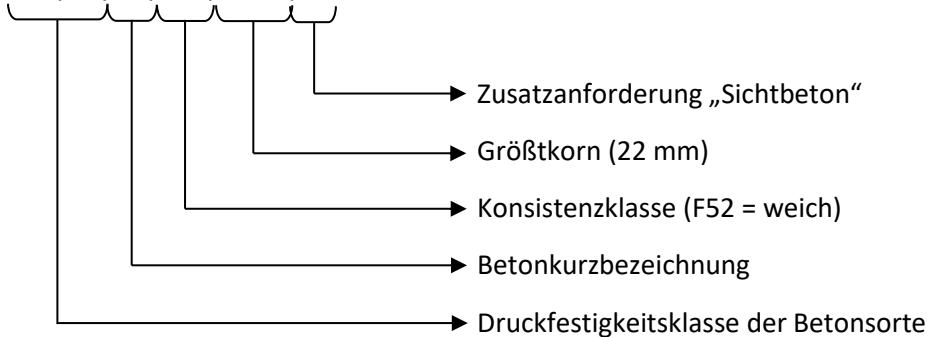 Zusatzanforderung „Sichtbeton“
Größtkorn (22 mm)
Konsistenzklasse (F52 = weich)
Betonkurzbezeichnung
Druckfestigkeitsklasse der Betonsorte